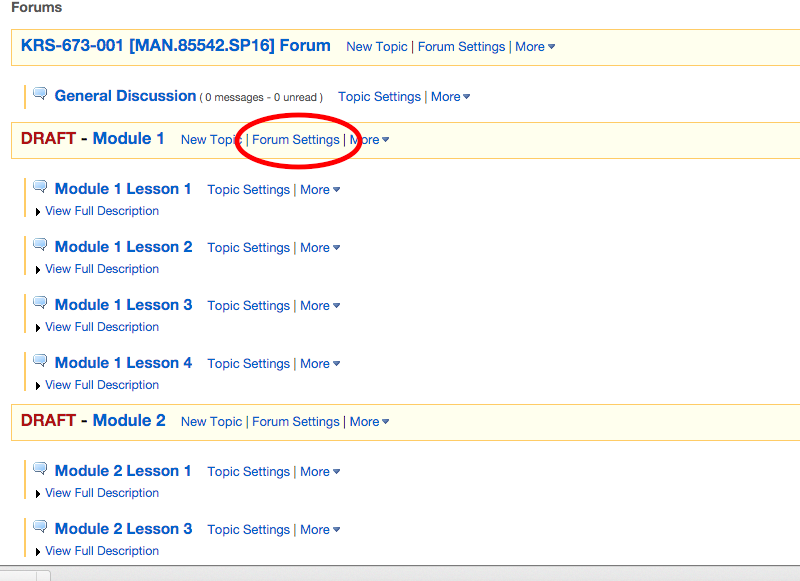 Forums
KRS-673-001 [MAN.85542.SP16] Forum New Topic | Forum Settings | More
General Discussion ( 0 messages - 0 unread ) Topic Settings | More
DRAFT - Module 1 New Topic | Forum Settings | More
Module 1 Lesson 1 Topic Settings | More
View Full Description
Module 1 Lesson 2 Topic Settings | More
View Full Description
Module 1 Lesson 3 Topic Settings | More
View Full Description
Module 1 Lesson 4 Topic Settings | More
View Full Description
DRAFT - Module 2 New Topic | Forum Settings | More
Module 2 Lesson 1 Topic Settings | More
View Full Description
Module 2 Lesson 3 Topic Settings | More
View Full Description